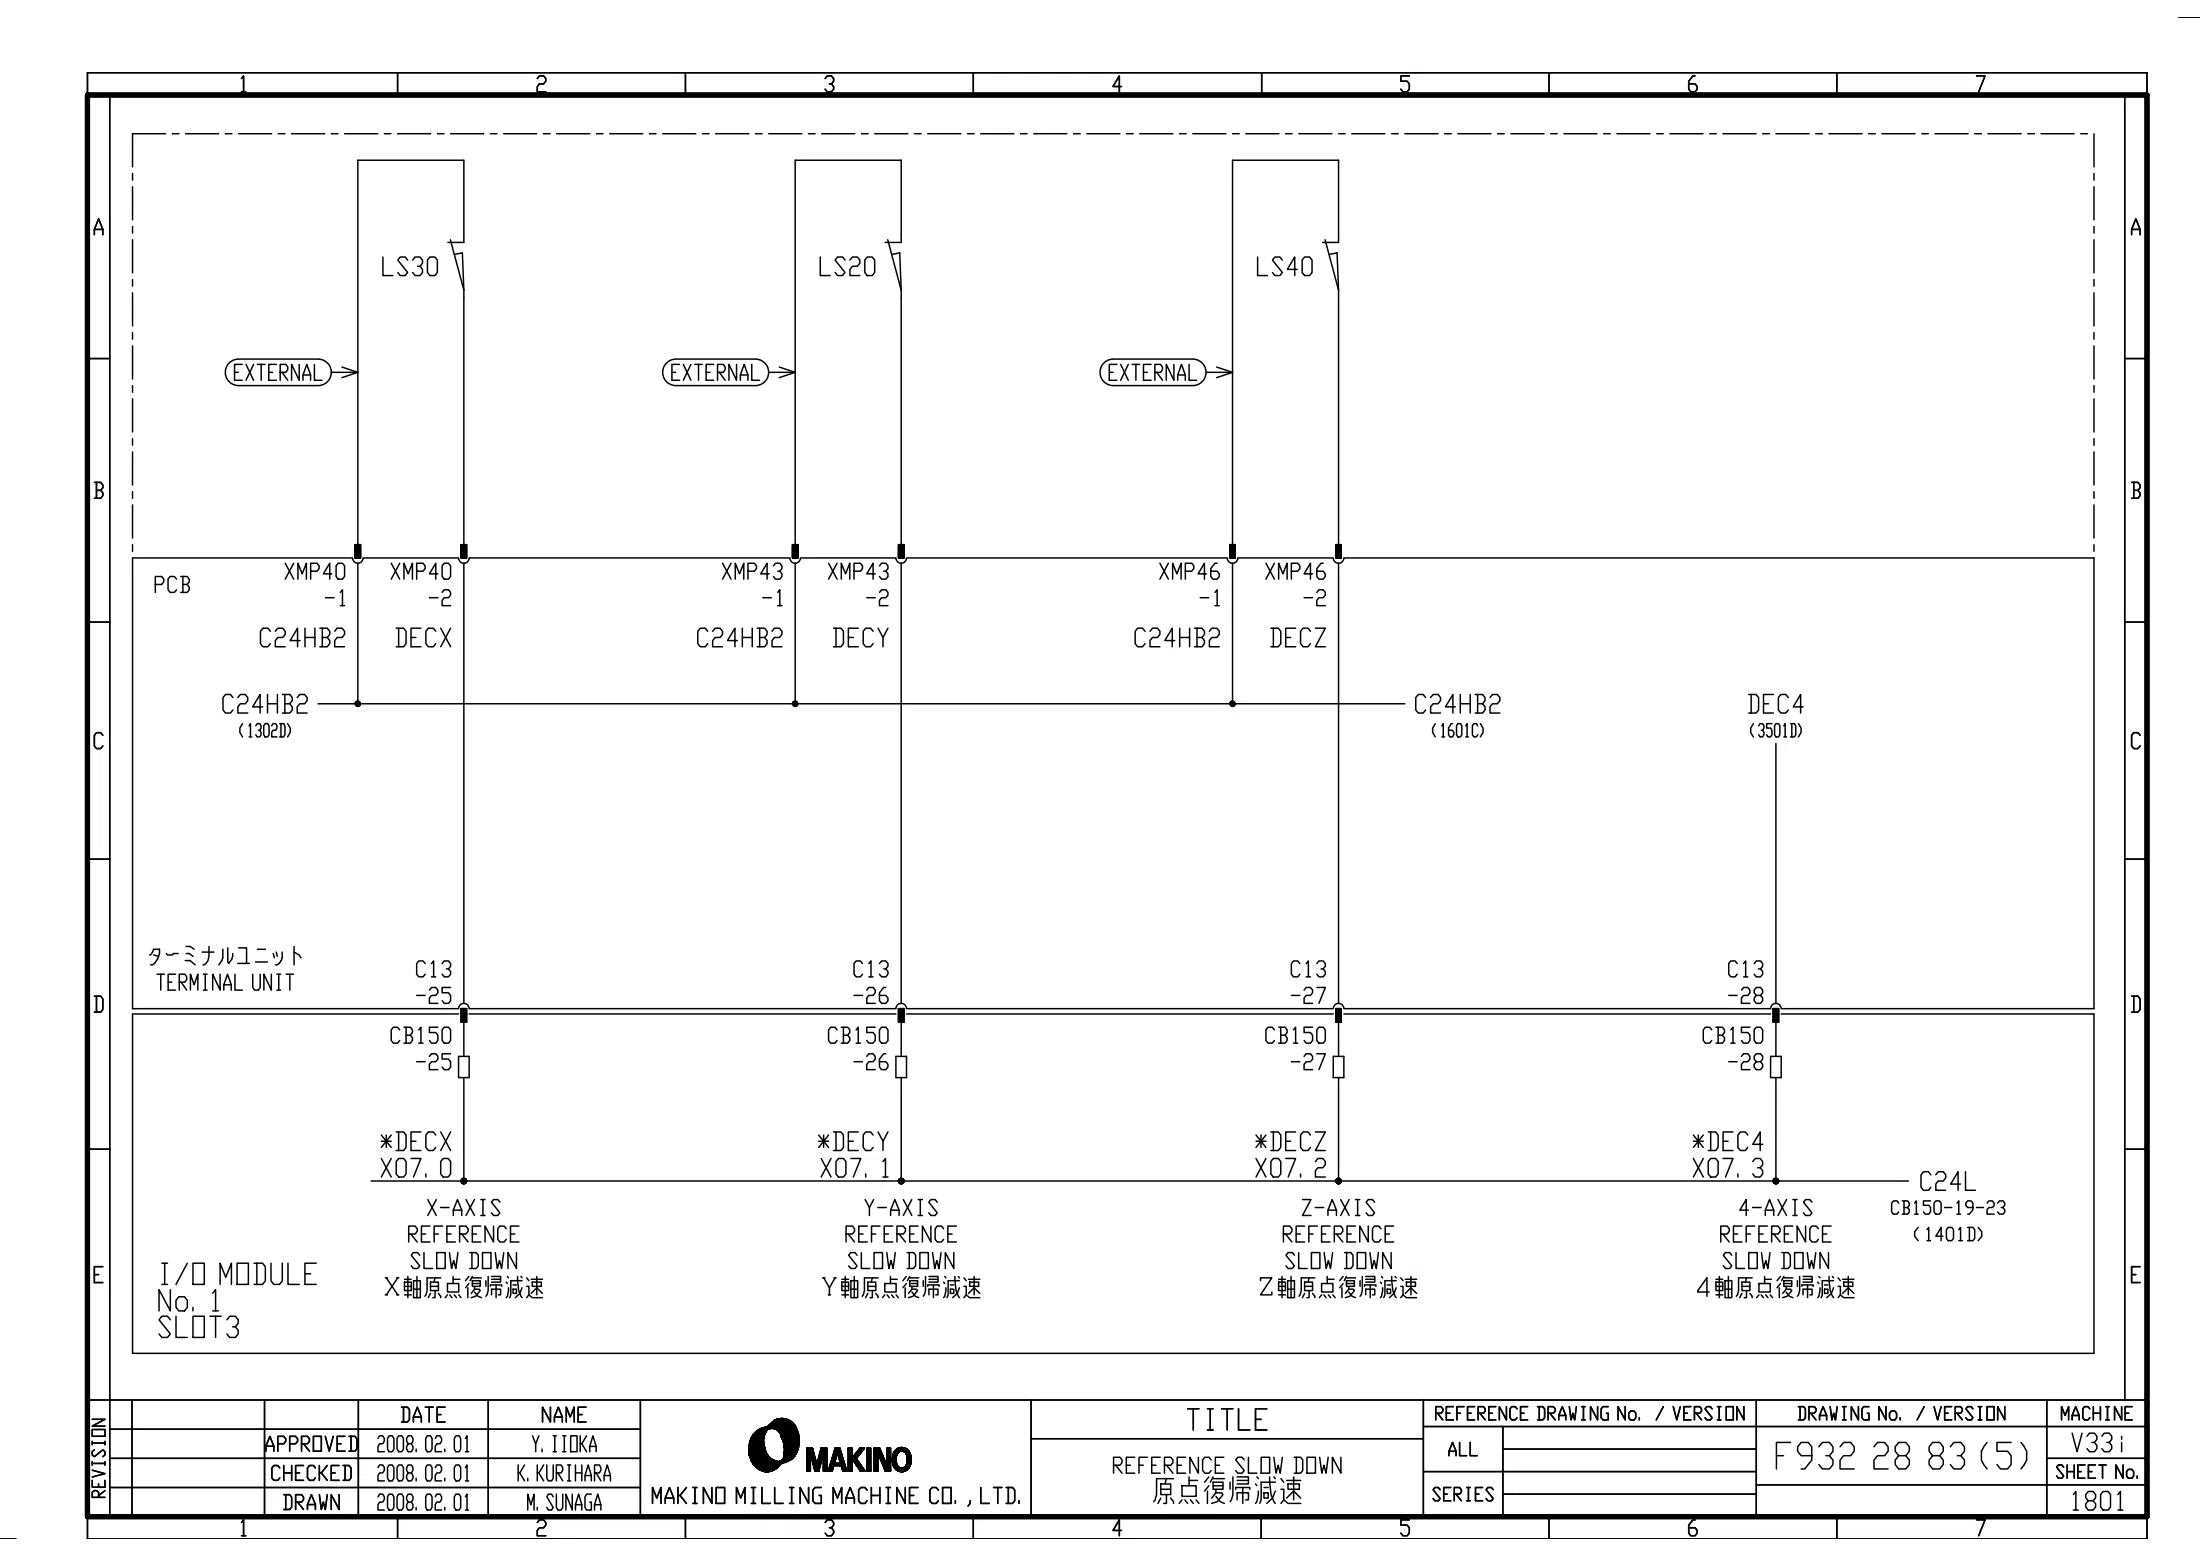 1 2 3 4 5 6 7
A A
LS30 LS20 LS40
EXTERNAL EXTERNAL EXTERNAL
B B
PCB
XMP40 XMP40 XMP43 XMP43 XMP46 XMP46
-1 -2 -1 -2 -1 -2
C24HB2 DECX C24HB2 DECY C24HB2 DECZ
C24HB2 C24HB2 DEC4
(1302D) (1601C) (3501D)
C C
ターミナルユニット
TERMINAL UNIT
C13 C13 C13 C13
-25 -26 -27 -28
D D
CB150 CB150 CB150 CB150
-25 -26 -27 -28
*DECX *DECY *DECZ *DEC4
X07.0 X07.1 X07.2 X07.3
C24L
CB150-19-23
(1401D)
X-AXIS Y-AXIS Z-AXIS 4-AXIS
REFERENCE REFERENCE REFERENCE REFERENCE
SLOW DOWN SLOW DOWN SLOW DOWN SLOW DOWN
X軸原点復帰減速 Y軸原点復帰減速 Z軸原点復帰減速 4軸原点復帰減速
E E
I/O MODULE
No. 1
SLOT3
REVISION
DATE NAME
APPROVED 2008.02.01 Y. IIOKA
CHECKED 2008.02.01 K. KURIHARA
DRAWN 2008.02.01 M. SUNAGA
MAKINO
MAKINO MILLING MACHINE CO.,LTD.
TITLE
REFERENCE SLOW DOWN
原点復帰減速
REFERENCE DRAWING No. / VERSION
ALL
SERIES
DRAWING No. / VERSION
F932 28 83(5)
MACHINE
V33i
SHEET No.
1801
1 2 3 4 5 6 7